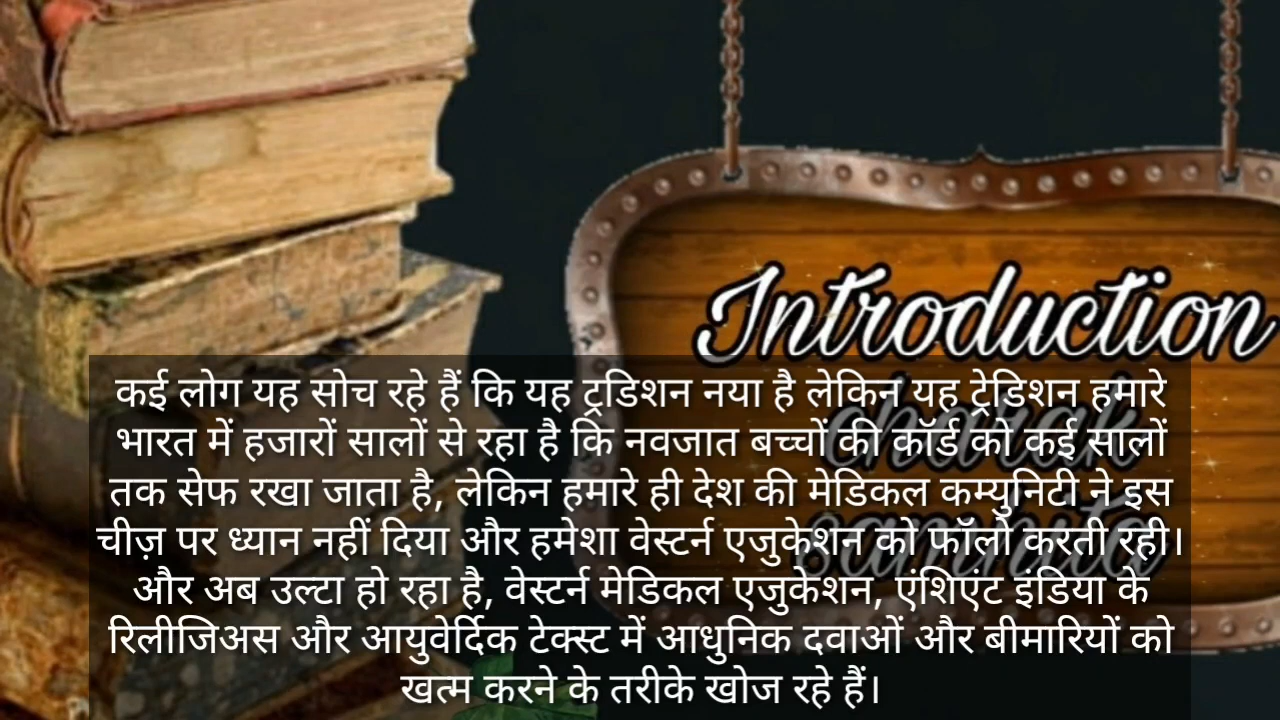 Introduction
charak
samhita
कई लोग यह सोच रहे हैं कि यह ट्रडिशन नया है लेकिन यह ट्रेडिशन हमारे
भारत में हजारों सालों से रहा है कि नवजात बच्चों की कॉर्ड को कई सालों
तक सेफ रखा जाता है, लेकिन हमारे ही देश की मेडिकल कम्युनिटी ने इस
चीज़ पर ध्यान नहीं दिया और हमेशा वेस्टर्न एजुकेशन को फॉलो करती रही।
और अब उल्टा हो रहा है, वेस्टर्न मेडिकल एजुकेशन, एंशिएंट इंडिया के
रिलीजिअस और आयुवेर्दिक टेक्स्ट में आधुनिक दवाओं और बीमारियों को
खत्म करने के तरीके खोज रहे हैं।